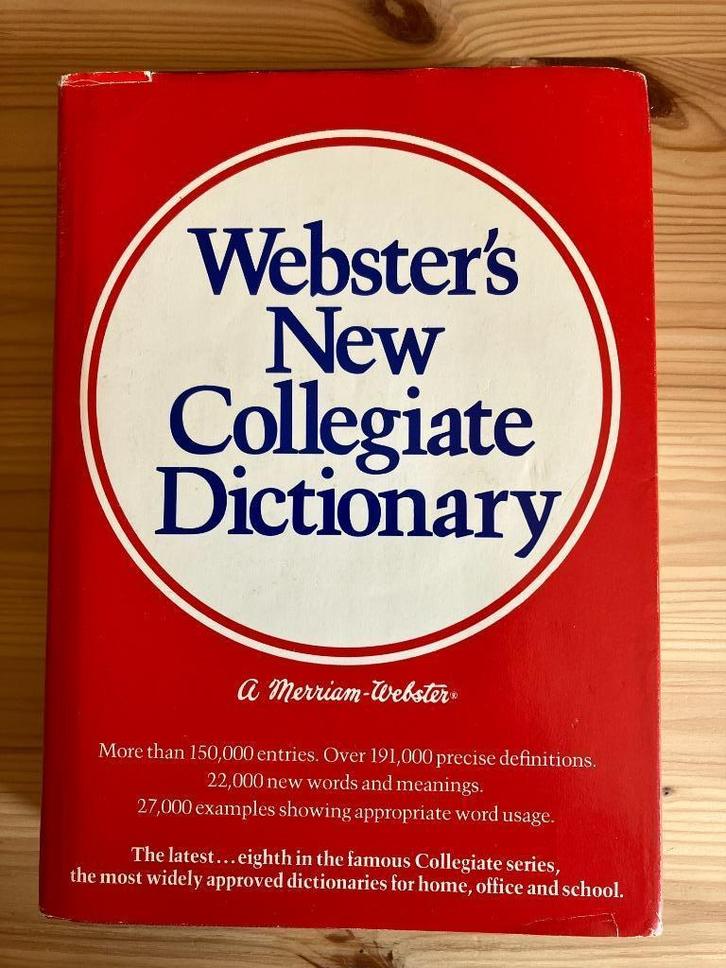 Webster's
New
Collegiate
Dictionary
A Merriam-Webster®
More than 150,000 entries. Over 191,000 precise definitions.
22,000 new words and meanings.
27,000 examples showing appropriate word usage.
The latest...eighth in the famous Collegiate series,
the most widely approved dictionaries for home, office and school.